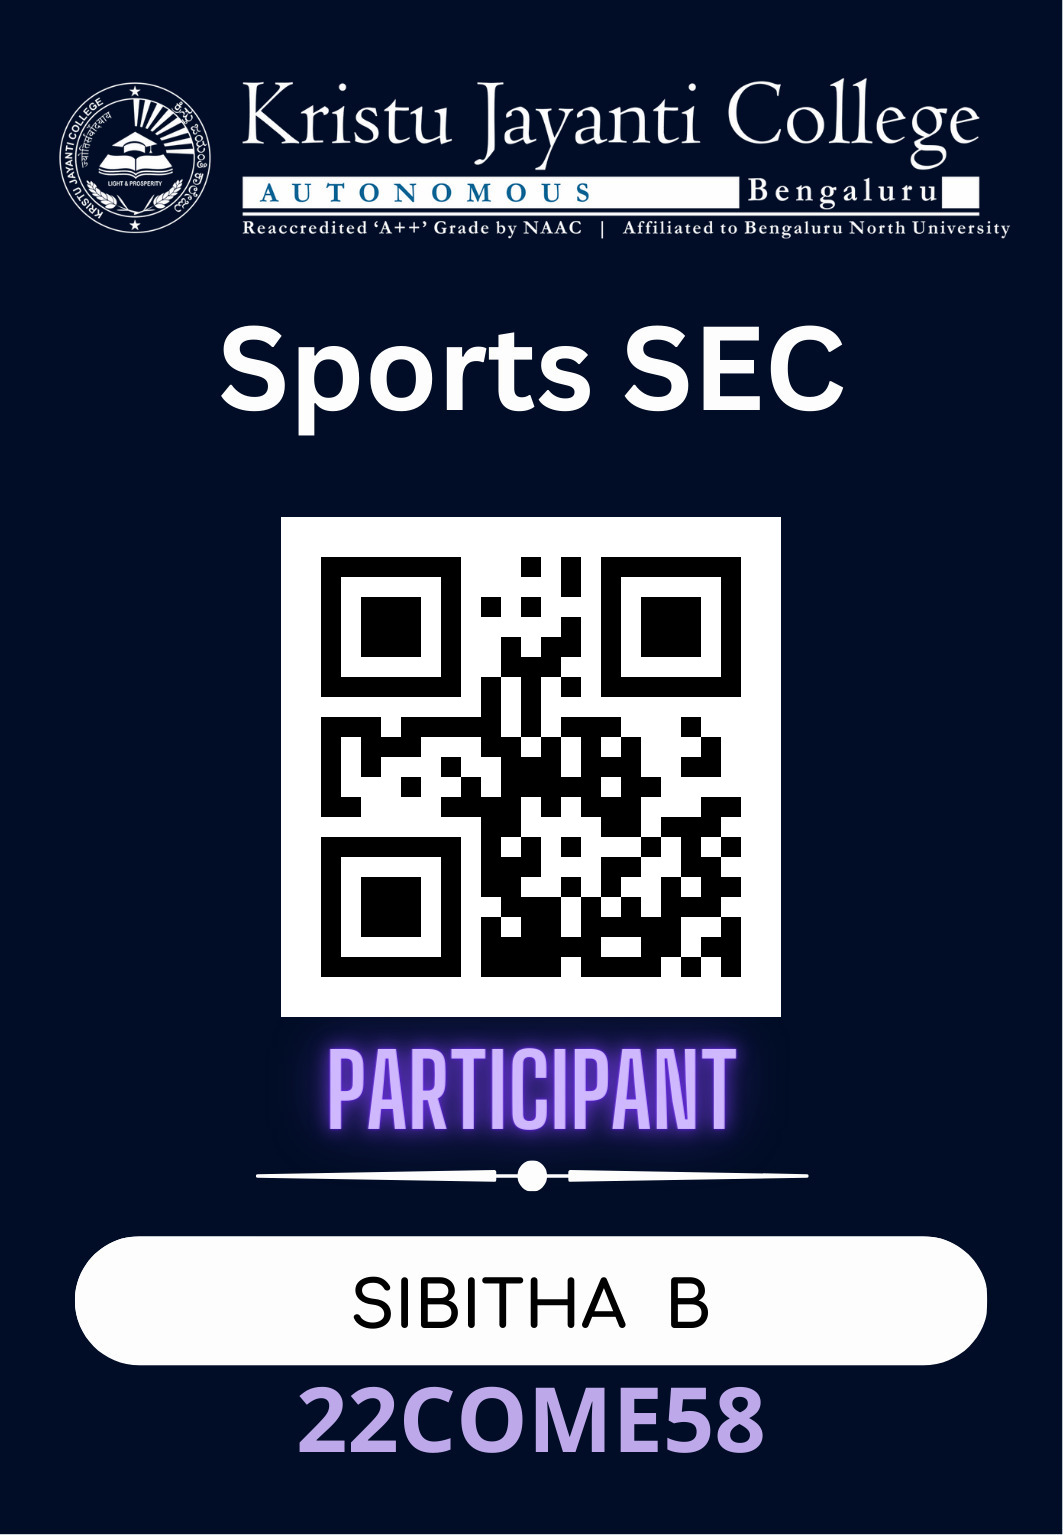 Kristu Jayanti College
AUTONOMOUS Bengaluru
Reaccredited ‘A++’ Grade by NAAC | Affiliated to Bengaluru North University
KRISTU JAYANTI COLLEGE
ಕ್ರಿಸ್ತು ಜಯಂತಿ ಕಾಲೇಜು
LIGHT & PROSPERITY
Sports SEC
PARTICIPANT
SIBITHA B
22COME58